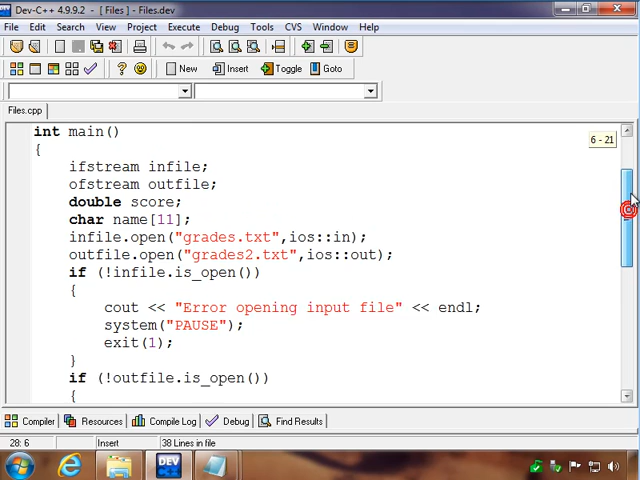 Dev-C++ 4.9.9.2 - [ Files ] - Files.dev
File Edit Search View Project Execute Debug Tools CVS Window Help
New Insert Toggle Goto
Files.cpp
int main()
6 - 21
{
ifstream infile;
ofstream outfile;
double score;
char name[11];
infile.open("grades.txt",ios::in);
outfile.open("grades2.txt",ios::out);
if (!infile.is_open())
{
cout << "Error opening input file" << endl;
system("PAUSE");
exit(1);
}
if (!outfile.is_open())
{
Compiler Resources Compile Log Debug Find Results
28: 6 Insert 38 Lines in file
DEV